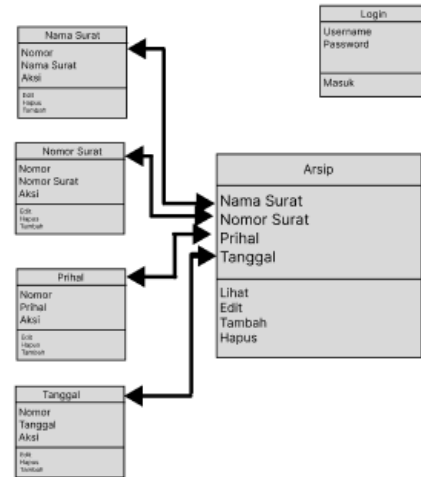 Nama Surat
Nomor
Nama Surat
Aksi
Edit
Hapus
Tambah
Nomor Surat
Nomor
Nomor Surat
Aksi
Edit
Hapus
Tambah
Prihal
Nomor
Prihal
Aksi
Edit
Hapus
Tambah
Tanggal
Nomor
Tanggal
Aksi
Edit
Hapus
Tambah
Login
Username
Password
Masuk
Arsip
Nama Surat
Nomor Surat
Prihal
Tanggal
Lihat
Edit
Tambah
Hapus